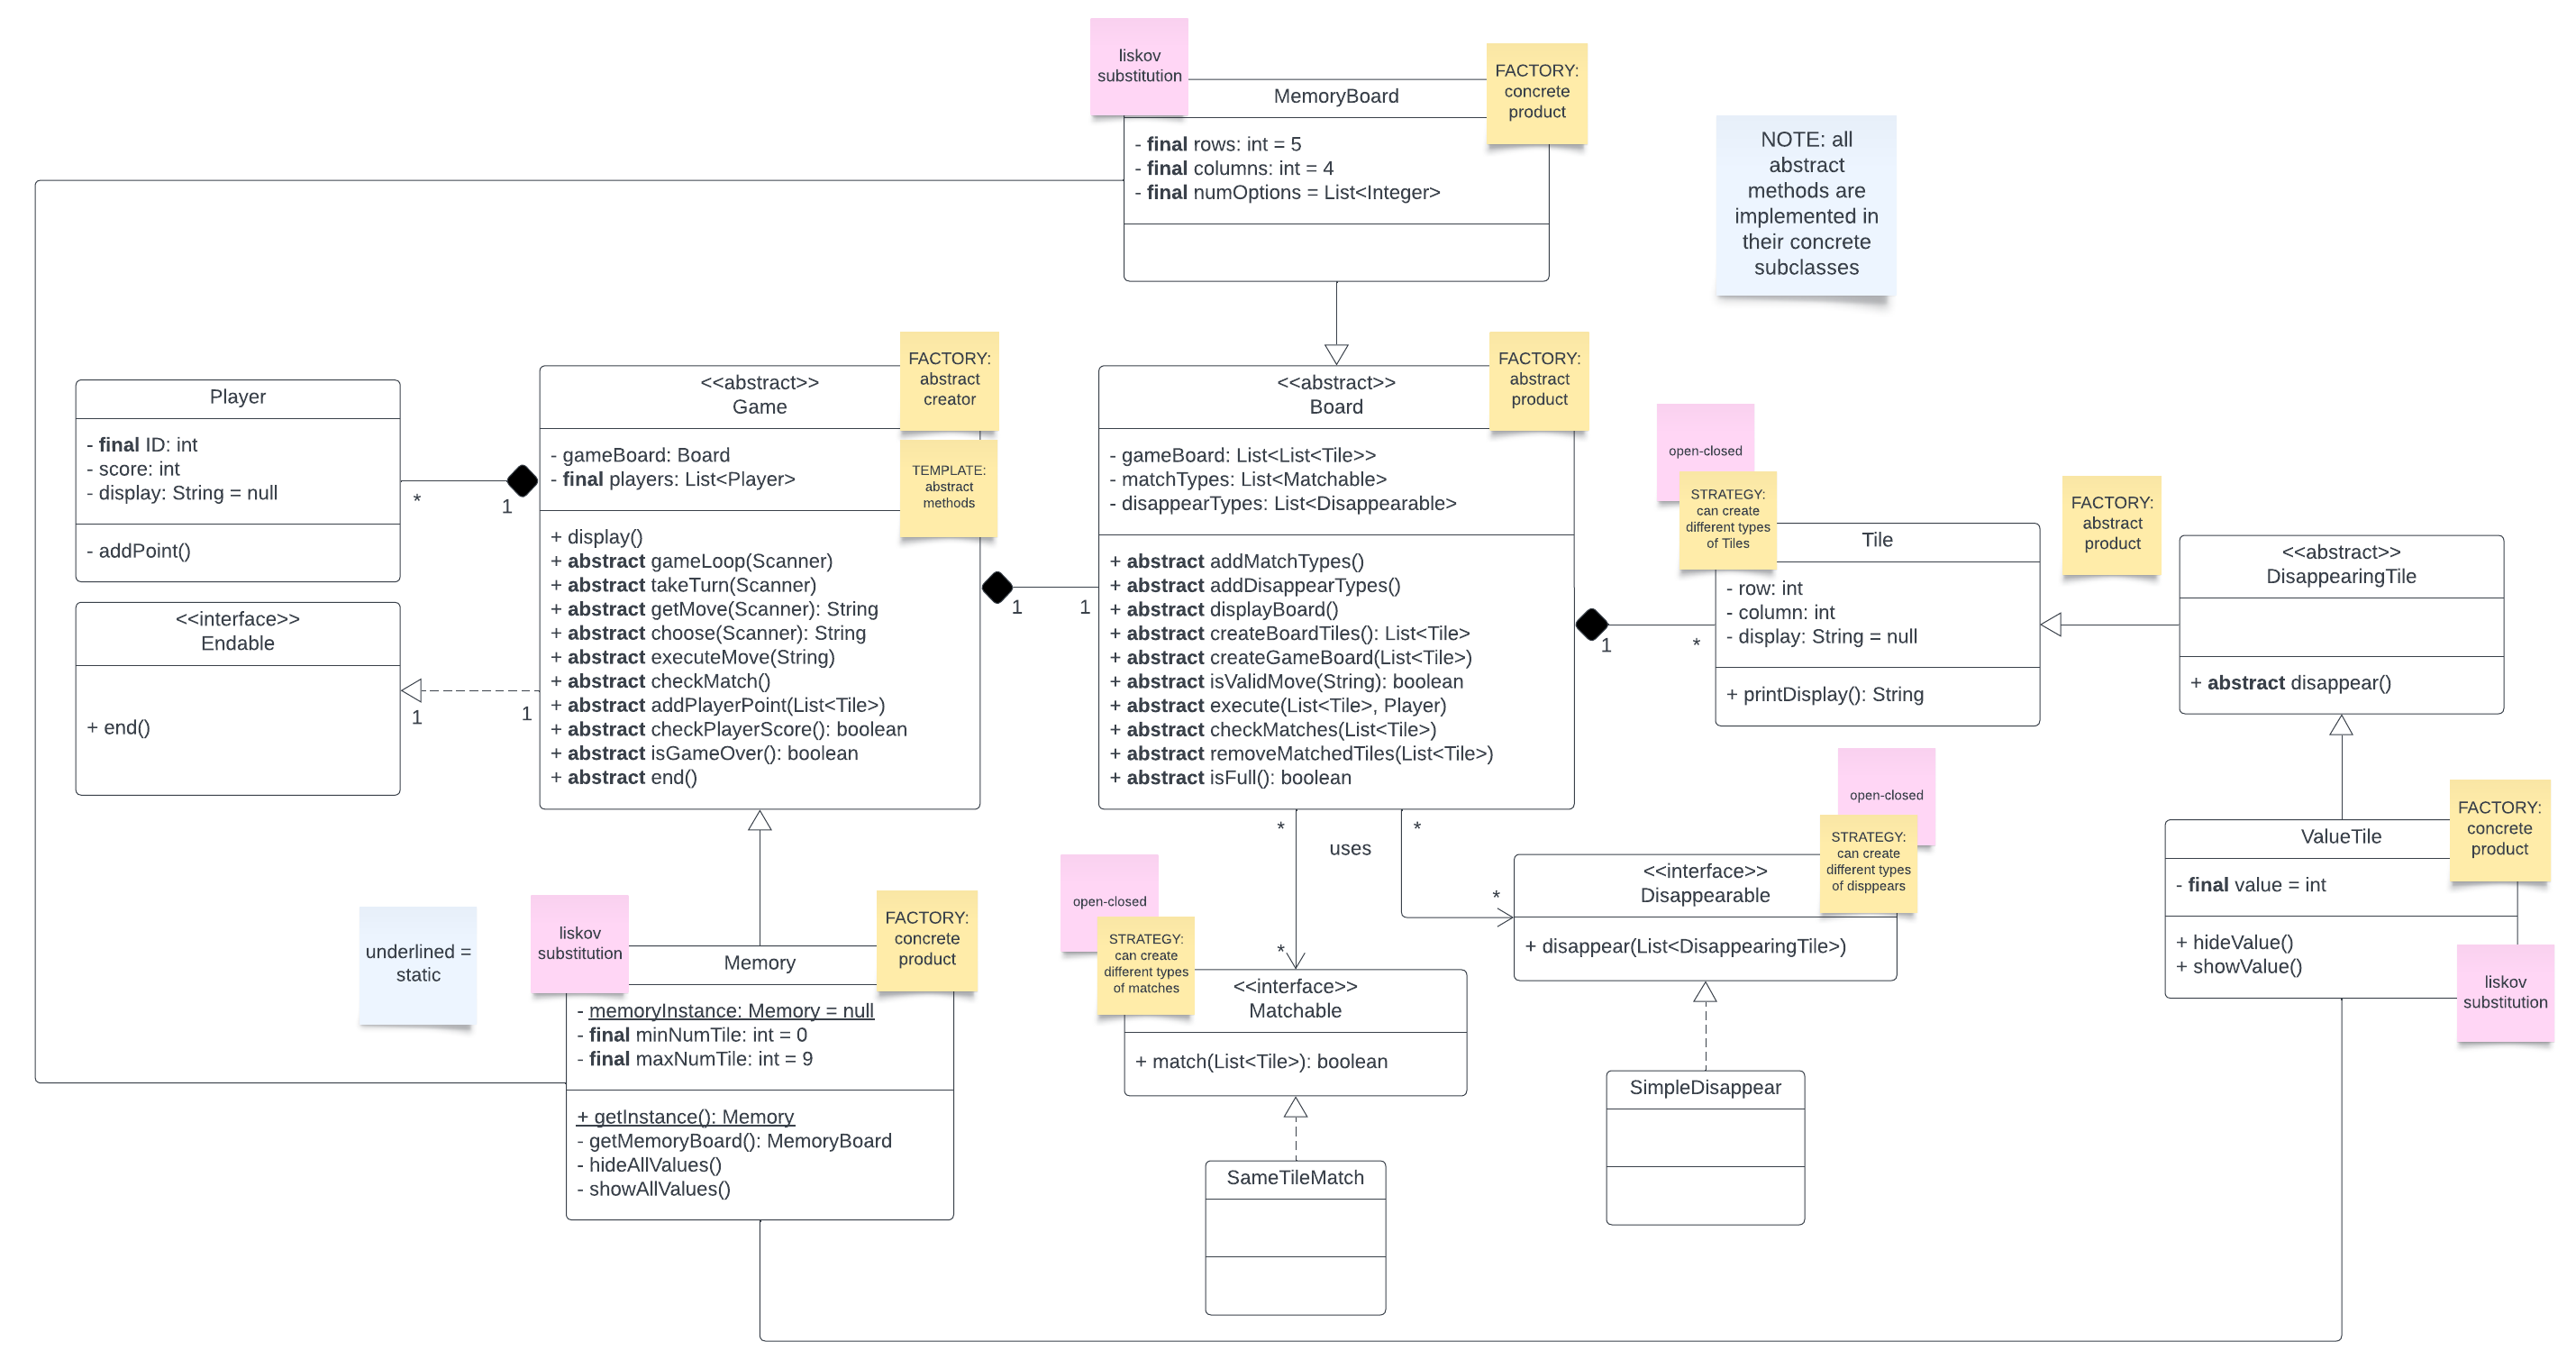 liskov
substitution
MemoryBoard
FACTORY:
concrete
product
- final rows: int = 5
- final columns: int = 4
- final numOptions = List<Integer>
NOTE: all
abstract
methods are
implemented in
their concrete
subclasses
Player
- final ID: int
- score: int
- display: String = null
- addPoint()
*
1
<<interface>>
Endable
+ end()
1
1
<<abstract>>
Game
FACTORY:
abstract
creator
TEMPLATE:
abstract
methods
- gameBoard: Board
- final players: List<Player>
+ display()
+ abstract gameLoop(Scanner)
+ abstract takeTurn(Scanner)
+ abstract getMove(Scanner): String
+ abstract choose(Scanner): String
+ abstract executeMove(String)
+ abstract checkMatch()
+ abstract addPlayerPoint(List<Tile>)
+ abstract checkPlayerScore(): boolean
+ abstract isGameOver(): boolean
+ abstract end()
1
1
<<abstract>>
Board
FACTORY:
abstract
product
- gameBoard: List<List<Tile>>
- matchTypes: List<Matchable>
- disappearTypes: List<Disappearable>
+ abstract addMatchTypes()
+ abstract addDisappearTypes()
+ abstract displayBoard()
+ abstract createBoardTiles(): List<Tile>
+ abstract createGameBoard(List<Tile>)
+ abstract isValidMove(String): boolean
+ abstract execute(List<Tile>, Player)
+ abstract checkMatches(List<Tile>)
+ abstract removeMatchedTiles(List<Tile>)
+ abstract isFull(): boolean
1
*
open-closed
STRATEGY:
can create
different types
of Tiles
Tile
- row: int
- column: int
- display: String = null
+ printDisplay(): String
FACTORY:
abstract
product
<<abstract>>
DisappearingTile
+ abstract disappear()
*
uses
*
*
*
open-closed
STRATEGY:
can create
different types
of disppears
<<interface>>
Disappearable
+ disappear(List<DisappearingTile>)
ValueTile
FACTORY:
concrete
product
- final value = int
+ hideValue()
+ showValue()
liskov
substitution
underlined =
static
liskov
substitution
FACTORY:
concrete
product
Memory
- memoryInstance: Memory = null
- final minNumTile: int = 0
- final maxNumTile: int = 9
+ getInstance(): Memory
- getMemoryBoard(): MemoryBoard
- hideAllValues()
- showAllValues()
open-closed
STRATEGY:
can create
different types
of matches
<<interface>>
Matchable
+ match(List<Tile>): boolean
SameTileMatch
SimpleDisappear